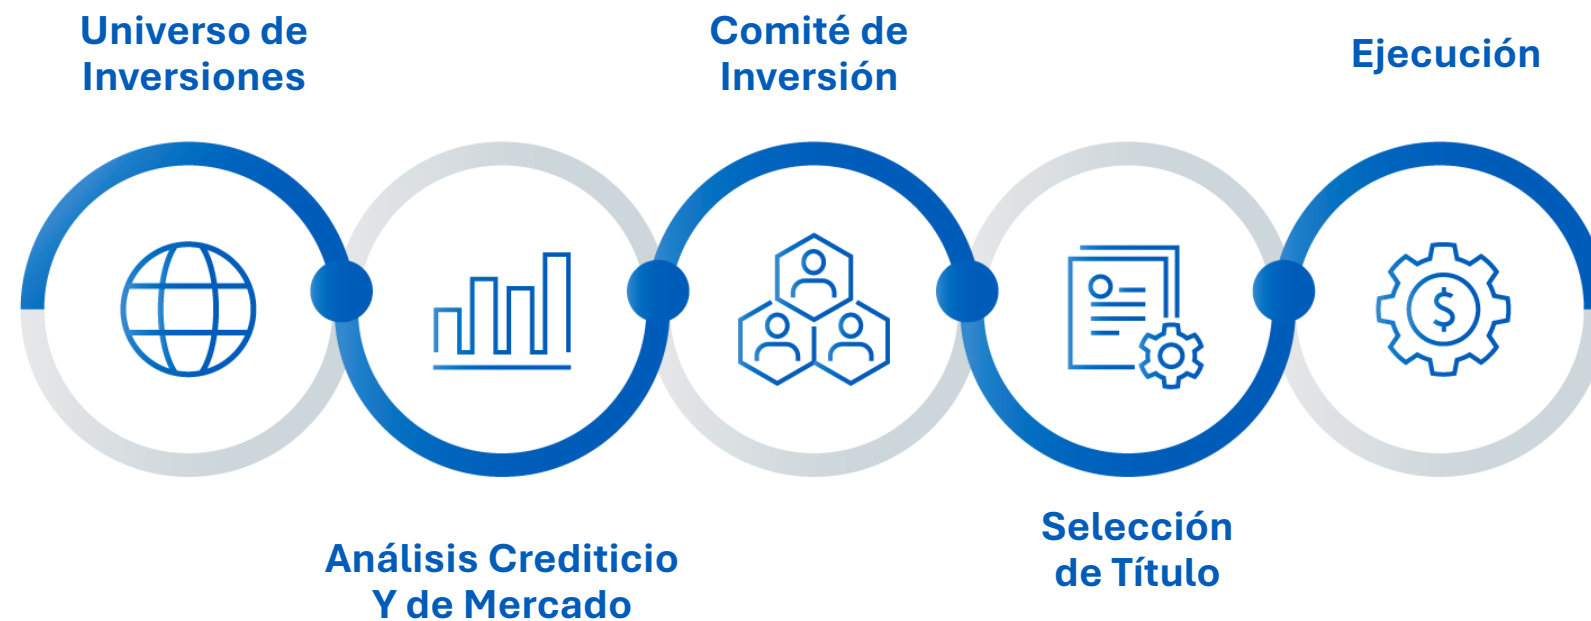 Universo de
Inversiones
Análisis Crediticio
Y de Mercado
Comité de
Inversión
Selección
de Título
Ejecución
$